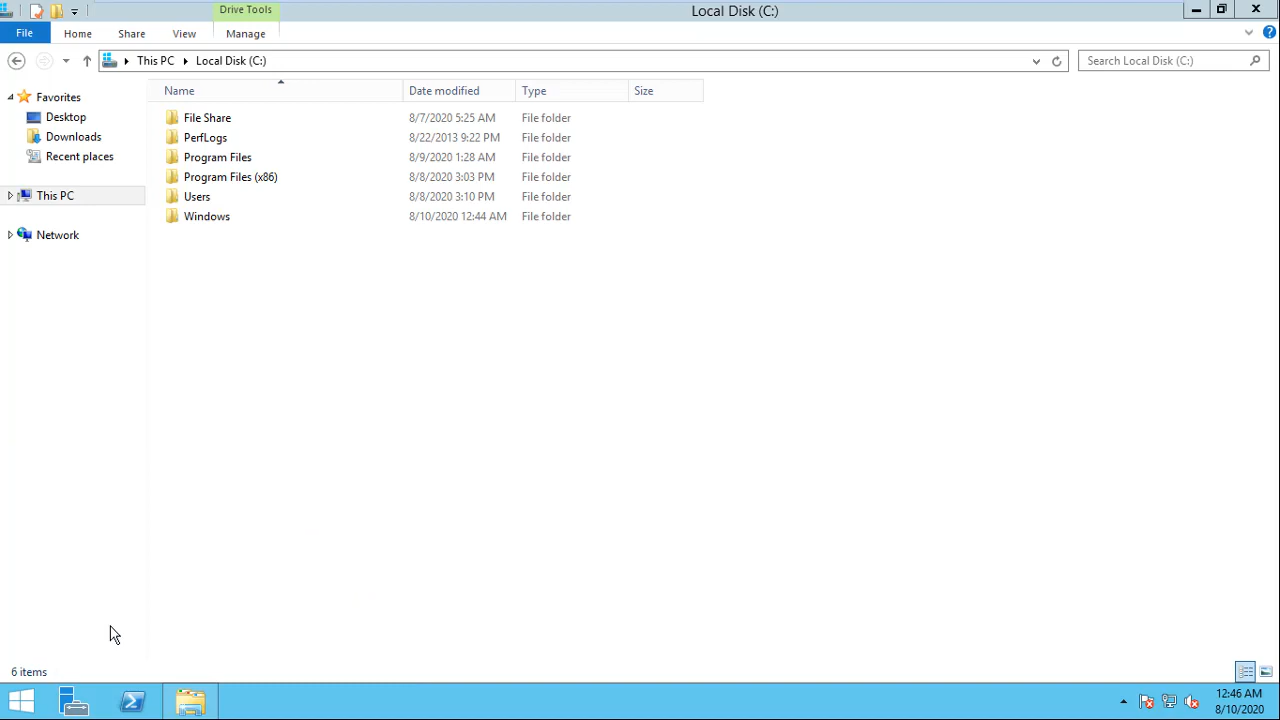 Drive Tools
Local Disk (C:)
File Home Share View Manage
This PC Local Disk (C:) Search Local Disk (C:)
Name Date modified Type Size
Favorites
Desktop
Downloads
Recent places
This PC
Network
File Share 8/7/2020 5:25 AM File folder
PerfLogs 8/22/2013 9:22 PM File folder
Program Files 8/9/2020 1:28 AM File folder
Program Files (x86) 8/8/2020 3:03 PM File folder
Users 8/8/2020 3:10 PM File folder
Windows 8/10/2020 12:44 AM File folder
6 items
12:46 AM
8/10/2020